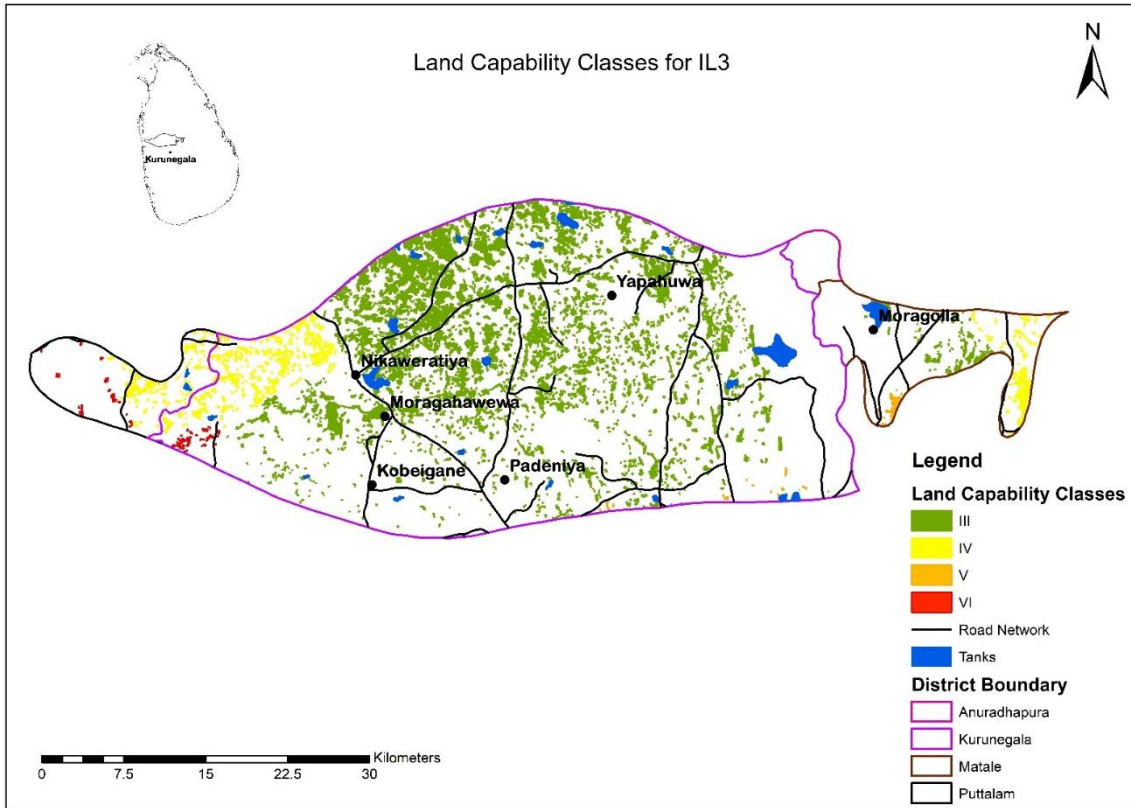 Land Capability Classes for IL3
N
Kurunegala
Yapahuwa
Moragolla
Nikaweratiya
Moragahawewa
Kobeigane
Padeniya
Legend
Land Capability Classes
III
IV
V
VI
Road Network
Tanks
District Boundary
Anuradhapura
Kurunegala
Matale
Puttalam
Kilometers
0 7.5 15 22.5 30